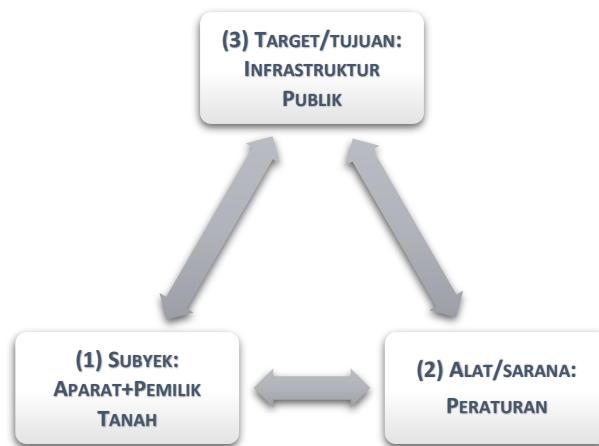 (3) TARGET/TUJUAN:
INFRASTRUKTUR
PUBLIK
(1) SUBYEK:
APARAT+PEMILIK
TANAH
(2) ALAT/SARANA:
PERATURAN